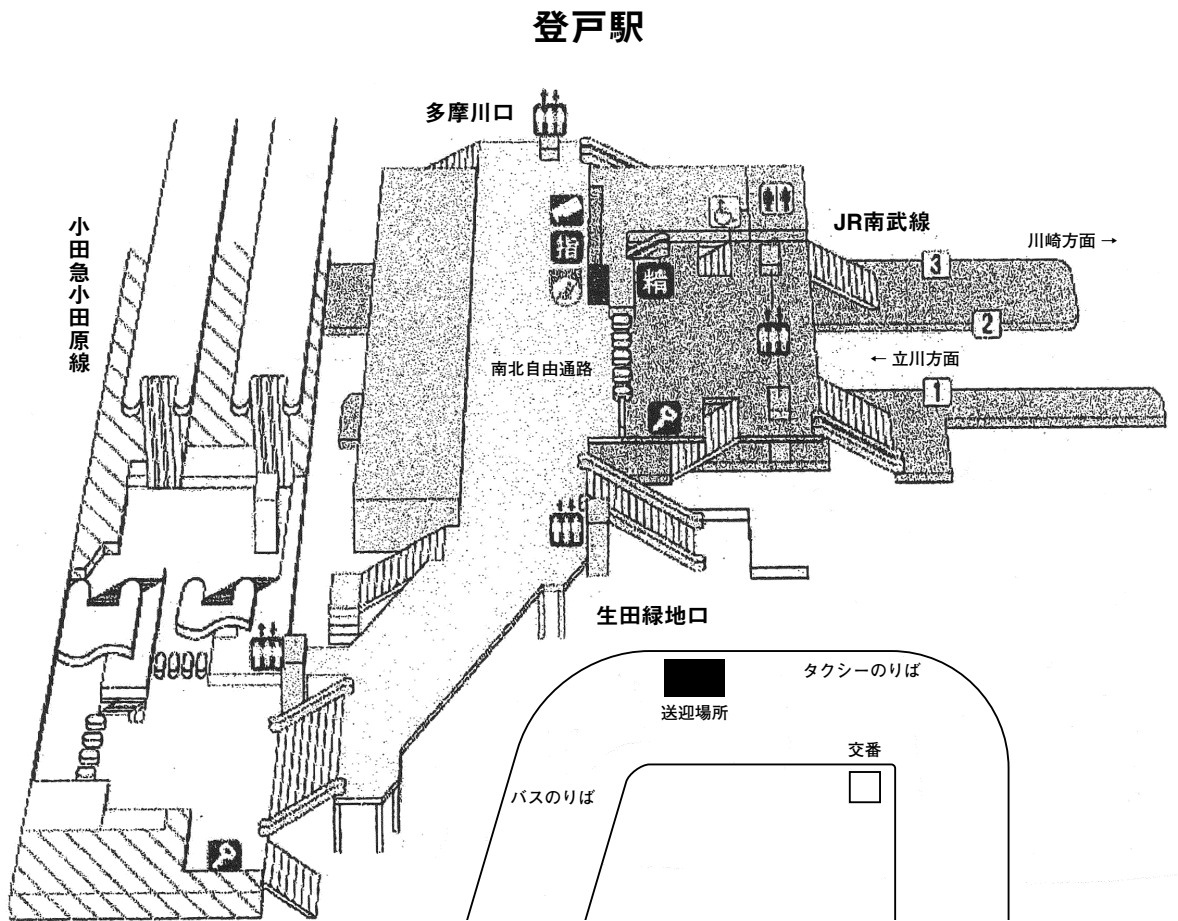 登戸駅
多摩川口
小田急小田原線
指
精
JR南武線
川崎方面 →
3
2
← 立川方面
1
南北自由通路
生田緑地口
タクシーのりば
送迎場所
交番
バスのりば